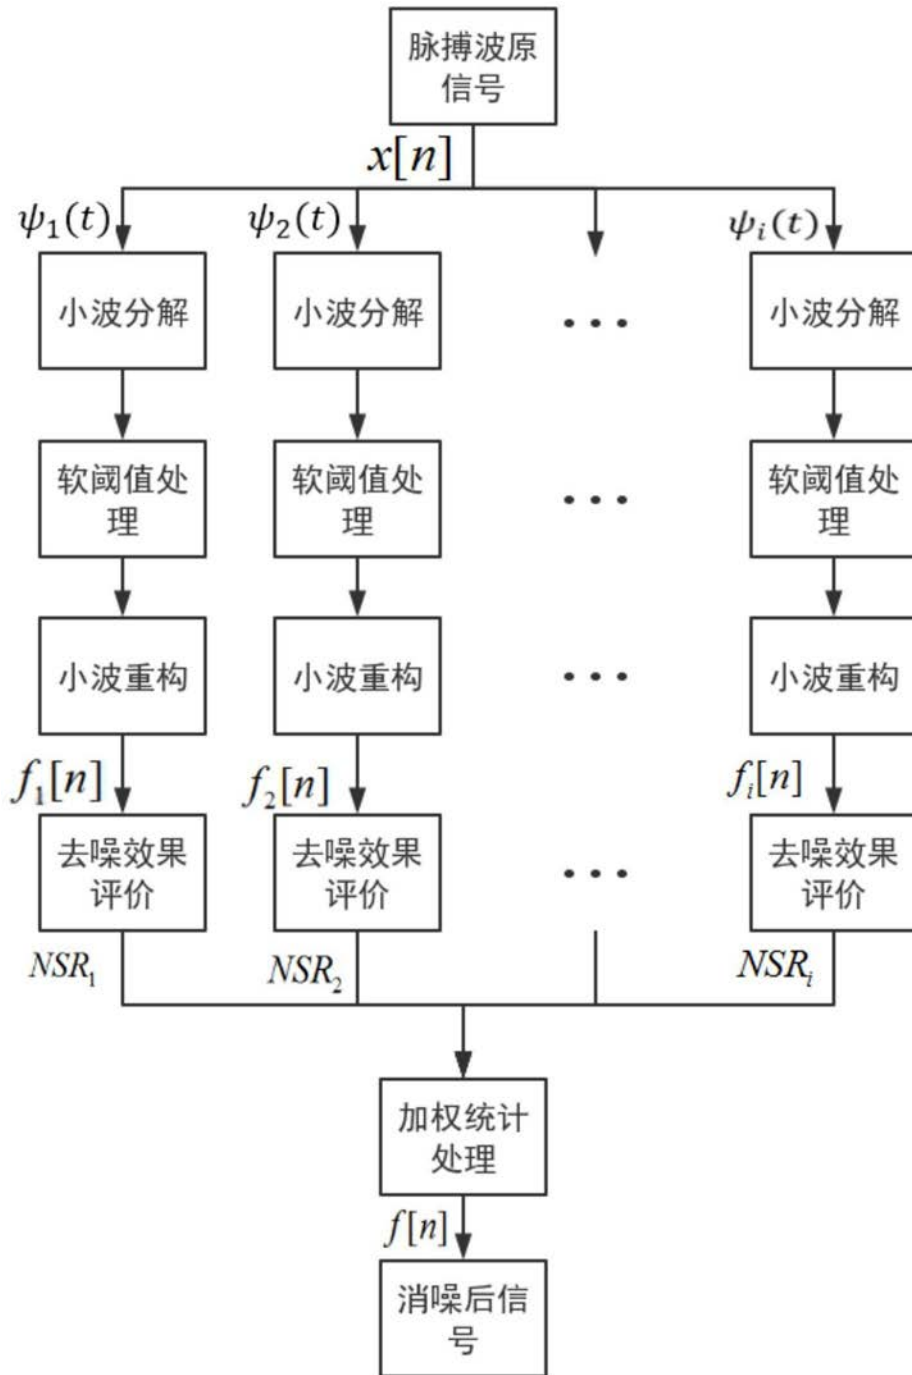 脉搏波原
信号
x[n]
ψ₁(t) ψ₂(t) ψᵢ(t)
小波分解 小波分解 ... 小波分解
软阈值处 软阈值处 ... 软阈值处
理 理 理
小波重构 小波重构 ... 小波重构
f₁[n] f₂[n] fᵢ[n]
去噪效果 去噪效果 ... 去噪效果
评价 评价 评价
NSR₁ NSR₂ NSRᵢ
加权统计
处理
f[n]
消噪后信
号